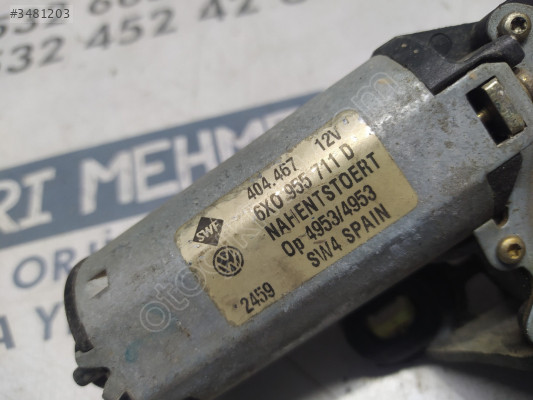 #3481203
532 452 42
RI MEHME
404.467 12V
6X0 955 711 D
NAHENTSTOERT
Op 4953/4953
SW4 SPAIN
SWF
2459